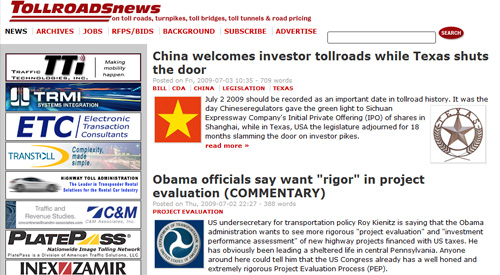 TOLLROADSnews
on toll roads, turnpikes, toll bridges, toll tunnels & road pricing
NEWS ARCHIVES JOBS RFPS/BIDS BACKGROUND SUBSCRIBE ADVERTISE SEARCH
TRAFFIC TTi TECHNOLOGIES, INC.
Making mobility happen.
TRMI SYSTEMS INTEGRATION
ETC Electronic Transaction Consultants
TRANSTOLL Complexity, made simple.
HIGHWAY TOLL ADMINISTRATION
The Leader in Transponder Rental
Solutions for the Rental Car Industry
Traffic and Revenue Studies. C&M
PLATEPASS Nationwide Image Tolling Network
A Division of American Traffic Solutions, LLC
INEX/ZAMIR
China welcomes investor tollroads while Texas shuts
the door
Posted on Fri, 2009-07-03 10:35 - 709 words
BILL CDA CHINA LEGISLATION TEXAS
July 2 2009 should be recorded as an important date in tollroad history. It was the
day Chineseregulators gave the green light to Sichuan
Expressway Company's Initial Private Offering (IPO) of shares in
Shanghai, while in Texas, USA the legislature adjourned for 18
months slamming the door on investor pikes.
read more »
Obama officials say want "rigor" in project
evaluation (COMMENTARY)
Posted on Thu, 2009-07-02 22:27 - 388 words
PROJECT EVALUATION
US undersecretary for transportation policy Roy Kienitz is saying that the Obama
administration wants to see more rigorous "project evaluation" and "investment
performance assessment" of new highway projects financed with US taxes. He
has obviously been leading a sheltered life in central Pennsylvania. Anyone
around here could tell him that the US Congress already has a well honed and
extremely rigorous Project Evaluation Process (PEP).